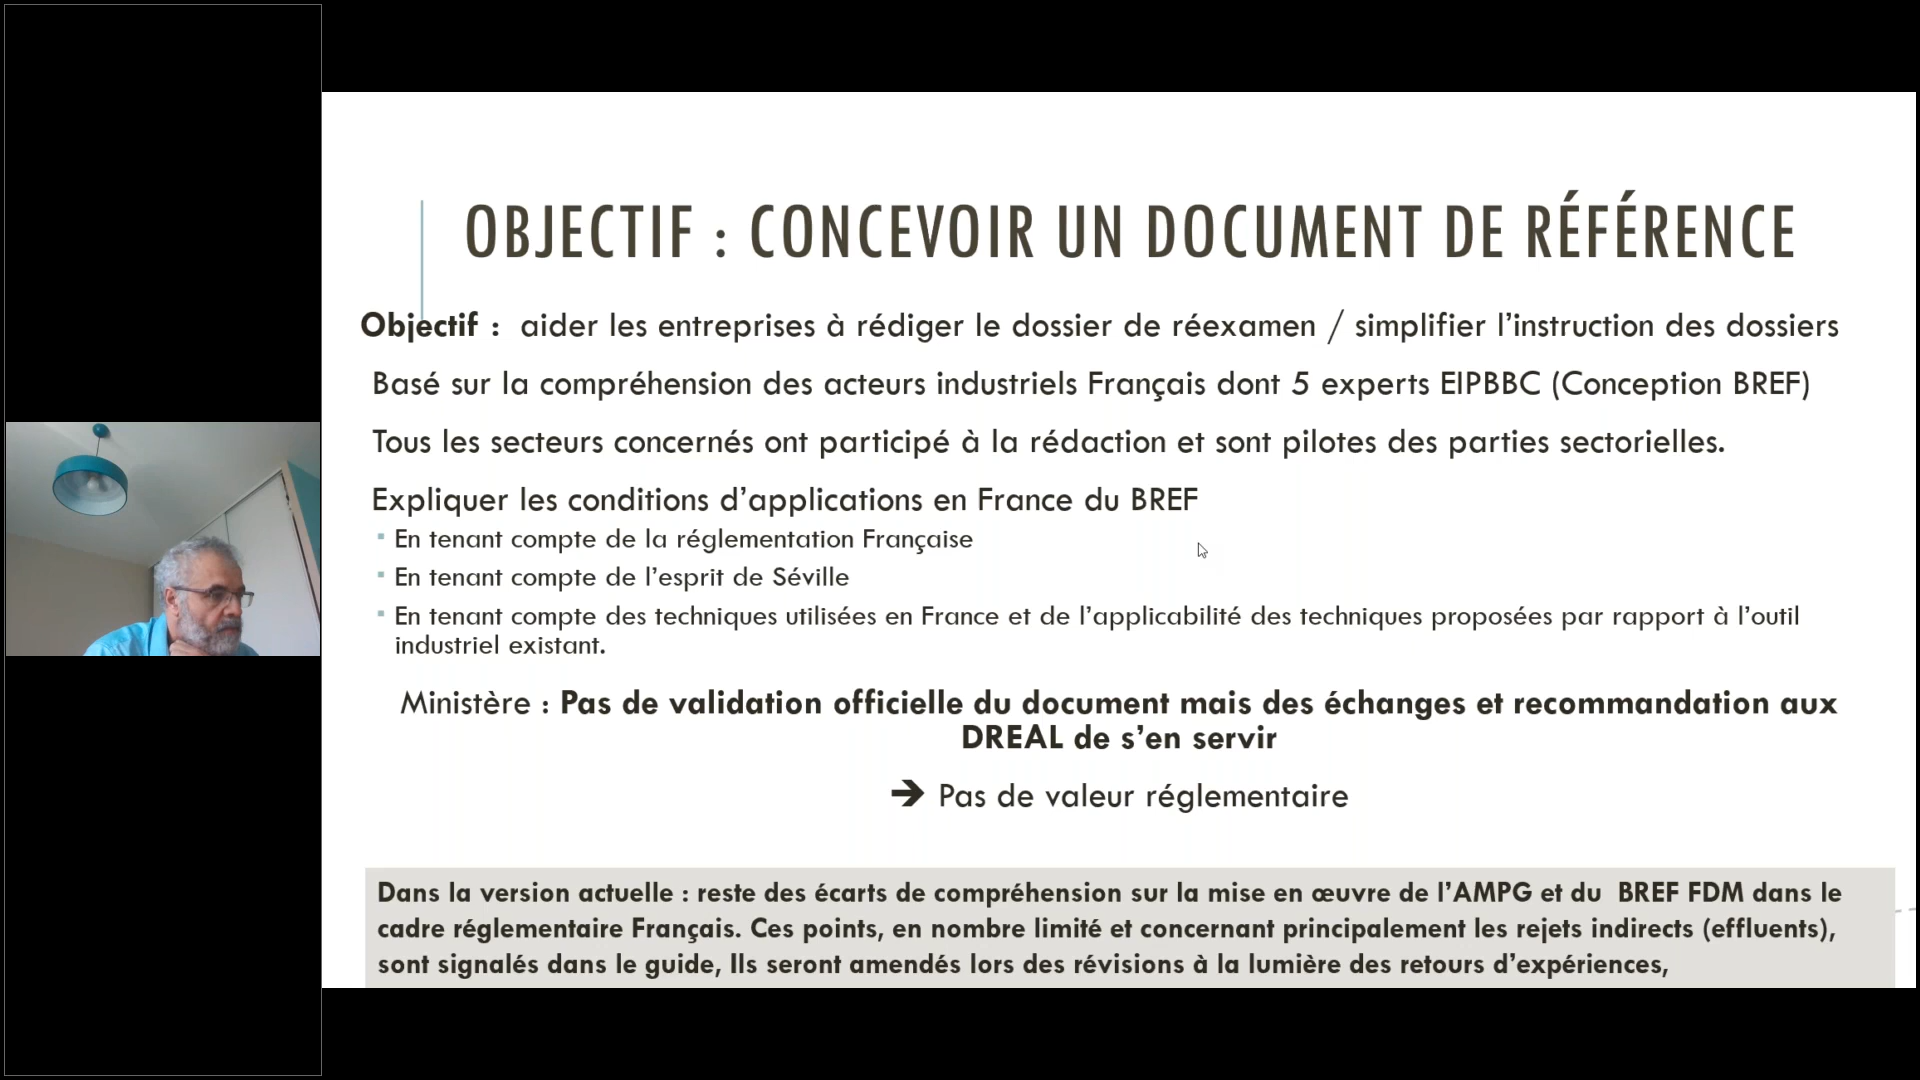 OBJECTIF : CONCEVOIR UN DOCUMENT DE RÉFÉRENCE
Objectif : aider les entreprises à rédiger le dossier de réexamen / simplifier l’instruction des dossiers
Basé sur la compréhension des acteurs industriels Français dont 5 experts EIPBBC (Conception BREF)
Tous les secteurs concernés ont participé à la rédaction et sont pilotes des parties sectorielles.
Expliquer les conditions d’applications en France du BREF
▪ En tenant compte de la réglementation Française
▪ En tenant compte de l’esprit de Séville
▪ En tenant compte des techniques utilisées en France et de l’applicabilité des techniques proposées par rapport à l’outil
industriel existant.
Ministère : Pas de validation officielle du document mais des échanges et recommandation aux
DREAL de s’en servir
➔ Pas de valeur réglementaire
Dans la version actuelle : reste des écarts de compréhension sur la mise en œuvre de l’AMPG et du BREF FDM dans le
cadre réglementaire Français. Ces points, en nombre limité et concernant principalement les rejets indirects (effluents),
sont signalés dans le guide, Ils seront amendés lors des révisions à la lumière des retours d’expériences,